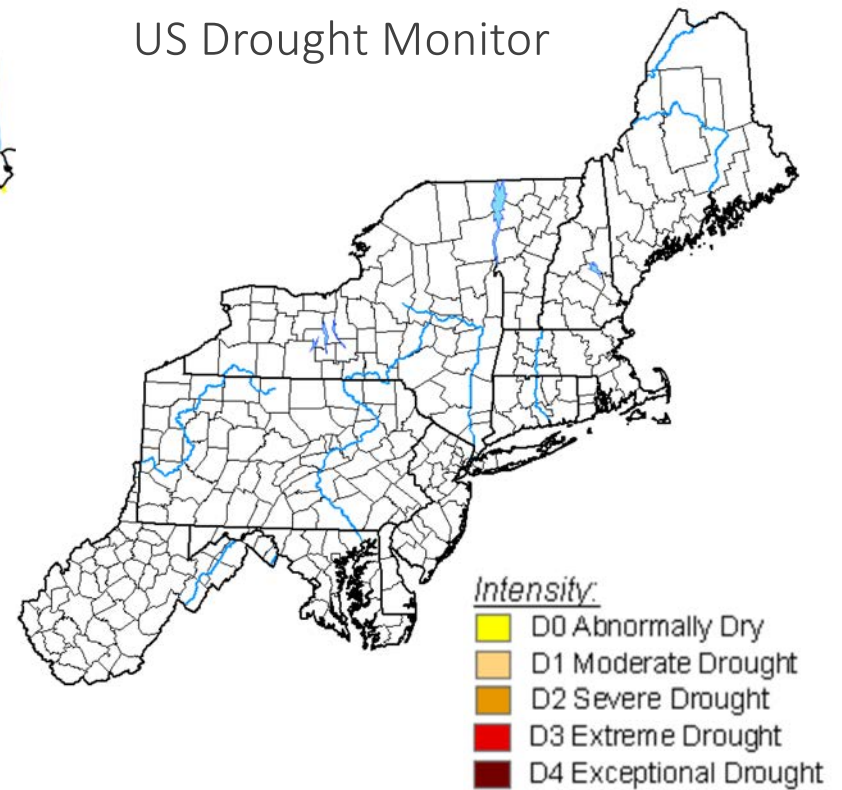 US Drought Monitor
Intensity:
D0 Abnormally Dry
D1 Moderate Drought
D2 Severe Drought
D3 Extreme Drought
D4 Exceptional Drought